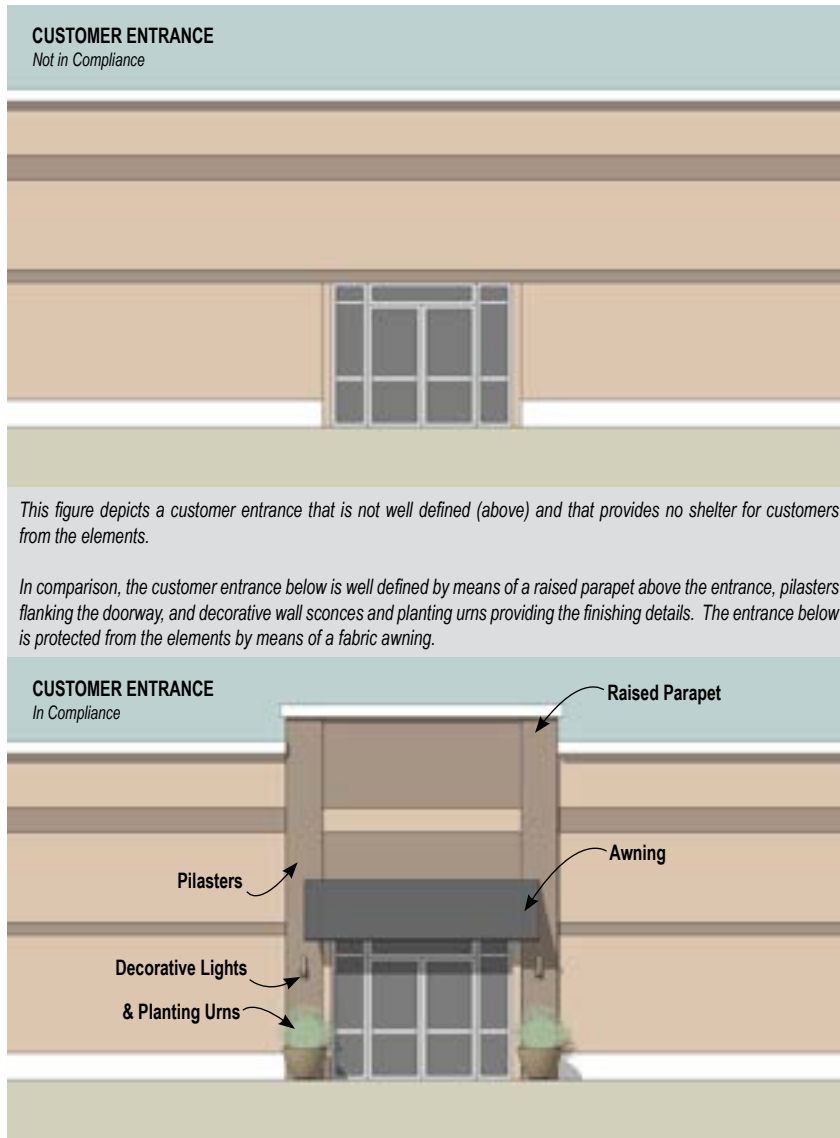 CUSTOMER ENTRANCE
Not in Compliance
This figure depicts a customer entrance that is not well defined (above) and that provides no shelter for customers
from the elements.
In comparison, the customer entrance below is well defined by means of a raised parapet above the entrance, pilasters
flanking the doorway, and decorative wall sconces and planting urns providing the finishing details. The entrance below
is protected from the elements by means of a fabric awning.
CUSTOMER ENTRANCE
In Compliance
Raised Parapet
Awning
Pilasters
Decorative Lights
& Planting Urns